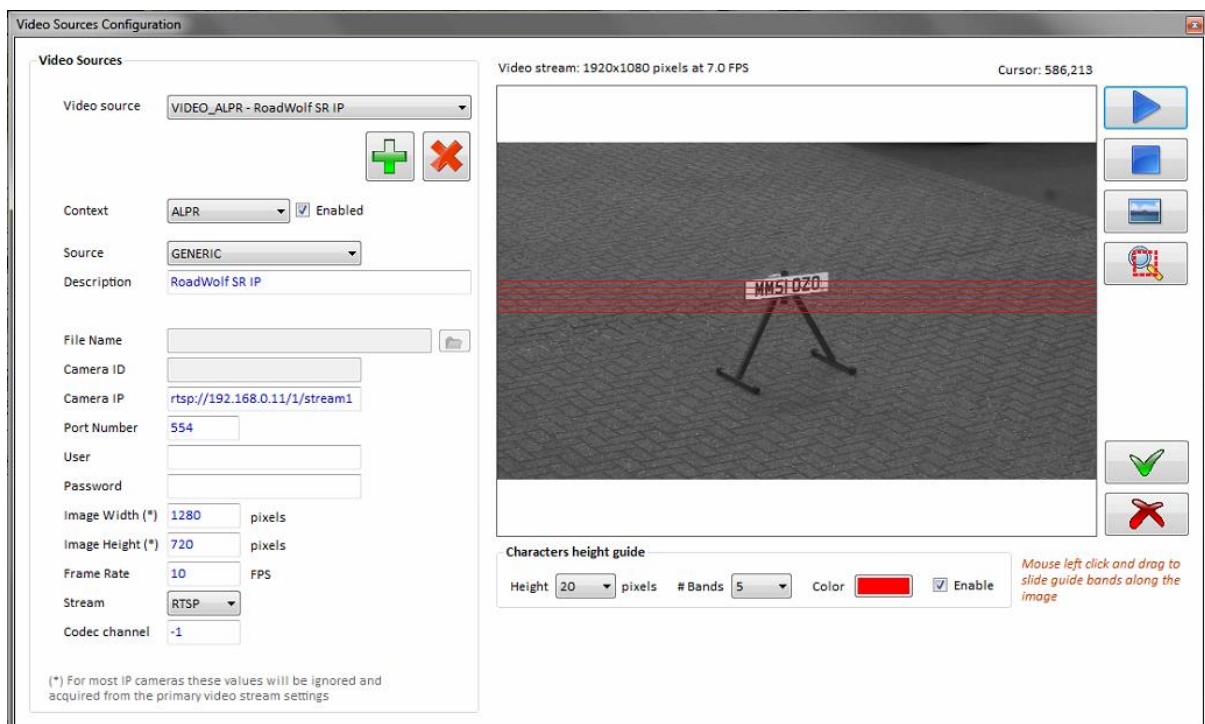 Video Sources Configuration
Video Sources
Video source VIDEO_ALPR - RoadWolf SR IP
Context ALPR Enabled
Source GENERIC
Description RoadWolf SR IP
File Name
Camera ID
Camera IP rtsp://192.168.0.11/1/stream1
Port Number 554
User
Password
Image Width (*) 1280 pixels
Image Height (*) 720 pixels
Frame Rate 10 FPS
Stream RTSP
Codec channel -1
(*) For most IP cameras these values will be ignored and
acquired from the primary video stream settings
Video stream: 1920x1080 pixels at 7.0 FPS Cursor: 586,213
MM51 OZO
Characters height guide
Height 20 pixels # Bands 5 Color Enable
Mouse left click and drag to
slide guide bands along the
image